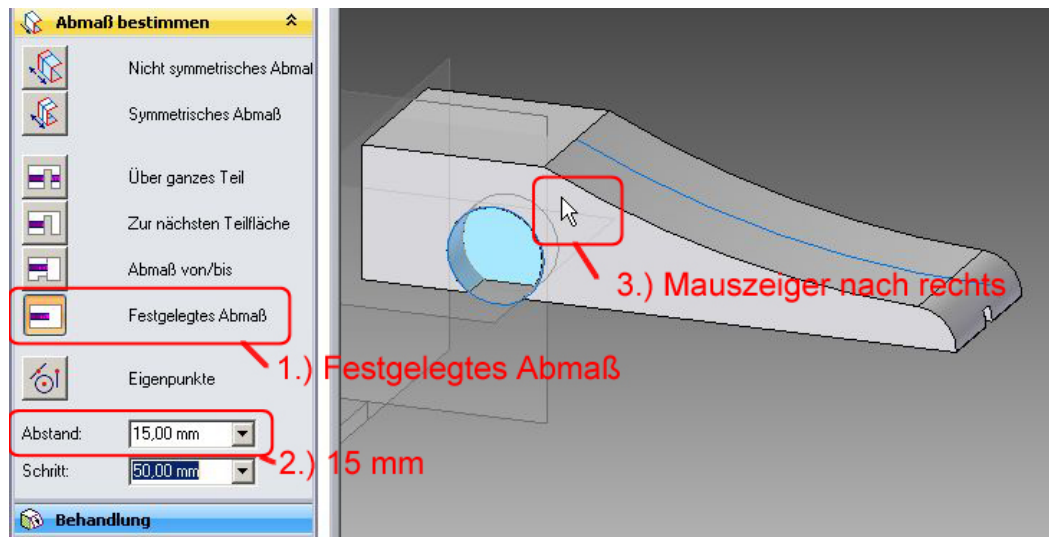 Abmaß bestimmen
Nicht symmetrisches Abmaß
Symmetrisches Abmaß
Über ganzes Teil
Zur nächsten Teilfläche
Abmaß von/bis
Festgelegtes Abmaß
1.) Festgelegtes Abmaß
3.) Mauszeiger nach rechts
Eigenpunkte
Abstand: 15,00 mm
Schritt: 50,00 mm
2.) 15 mm
Behandlung